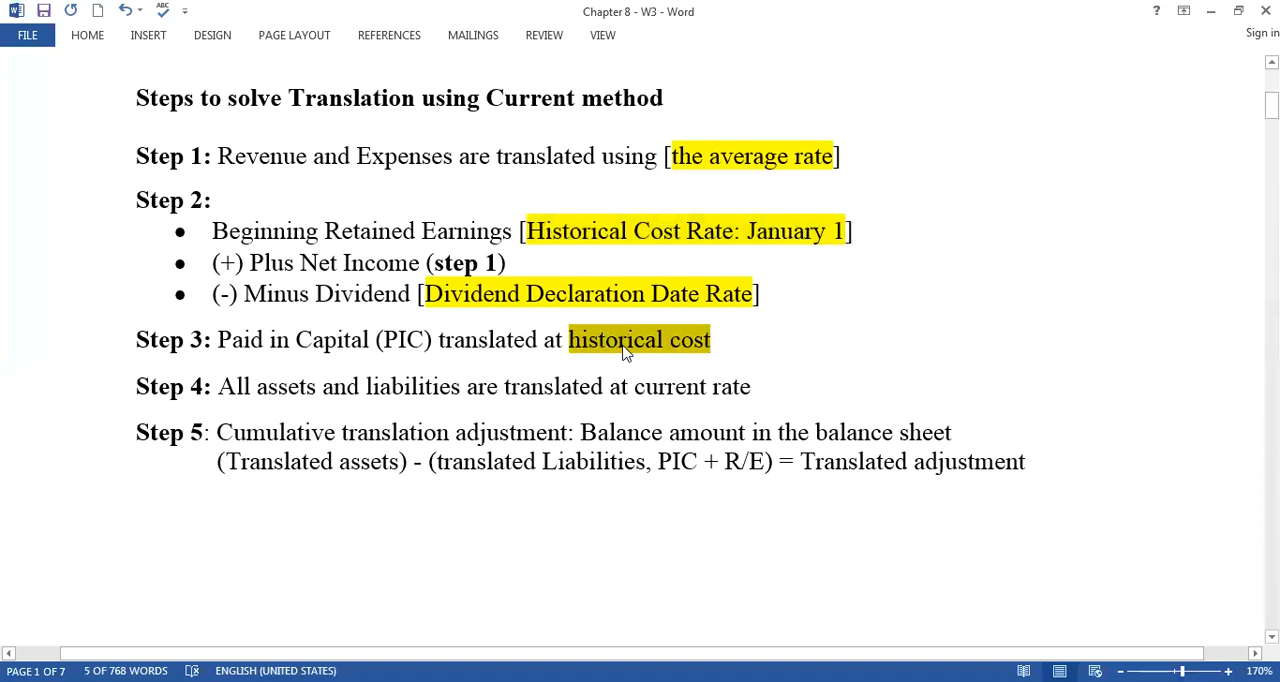 ABC
Chapter 8 - W3 - Word
?
FILE HOME INSERT DESIGN PAGE LAYOUT REFERENCES MAILINGS REVIEW VIEW Sign in
Steps to solve Translation using Current method
Step 1: Revenue and Expenses are translated using [the average rate]
Step 2:
• Beginning Retained Earnings [Historical Cost Rate: January 1]
• (+) Plus Net Income (step 1)
• (-) Minus Dividend [Dividend Declaration Date Rate]
Step 3: Paid in Capital (PIC) translated at historical cost
Step 4: All assets and liabilities are translated at current rate
Step 5: Cumulative translation adjustment: Balance amount in the balance sheet
(Translated assets) - (translated Liabilities, PIC + R/E) = Translated adjustment
PAGE 1 OF 7 5 OF 768 WORDS ENGLISH (UNITED STATES) 170%